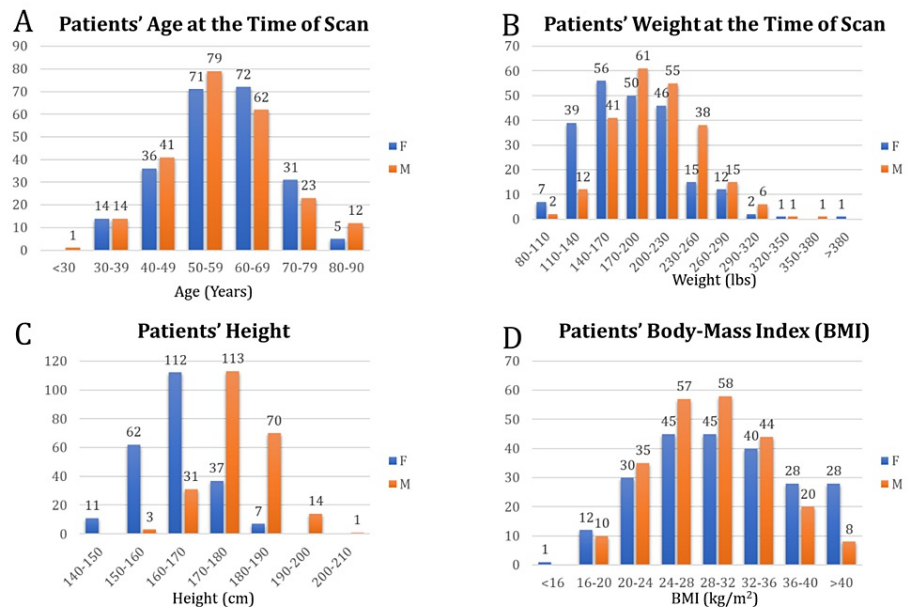 A
Patients’ Age at the Time of Scan
90
80
70
60
50
40
30
20
10
0
1
14 14
36 41
71 79
72 62
31 23
5 12
<30 30-39 40-49 50-59 60-69 70-79 80-90
Age (Years)
F
M
B
Patients’ Weight at the Time of Scan
70
60
50
40
30
20
10
0
7 2
39 12
56 41
50 61
46 55
15 38
12 15
2 6
1 1
1
1
80-110 110-140 140-170 170-200 200-230 230-260 260-290 290-320 320-350 350-380 >380
Weight (lbs)
F
M
C
Patients’ Height
120
100
80
60
40
20
0
11
62 3
112 31
37 113
7 70
14
1
140-150 150-160 160-170 170-180 180-190 190-200 200-210
Height (cm)
F
M
D
Patients’ Body-Mass Index (BMI)
70
60
50
40
30
20
10
0
1
12 10
30 35
45 57
45 58
40 44
28 20
28 8
<16 16-20 20-24 24-28 28-32 32-36 36-40 >40
BMI (kg/m²)
F
M